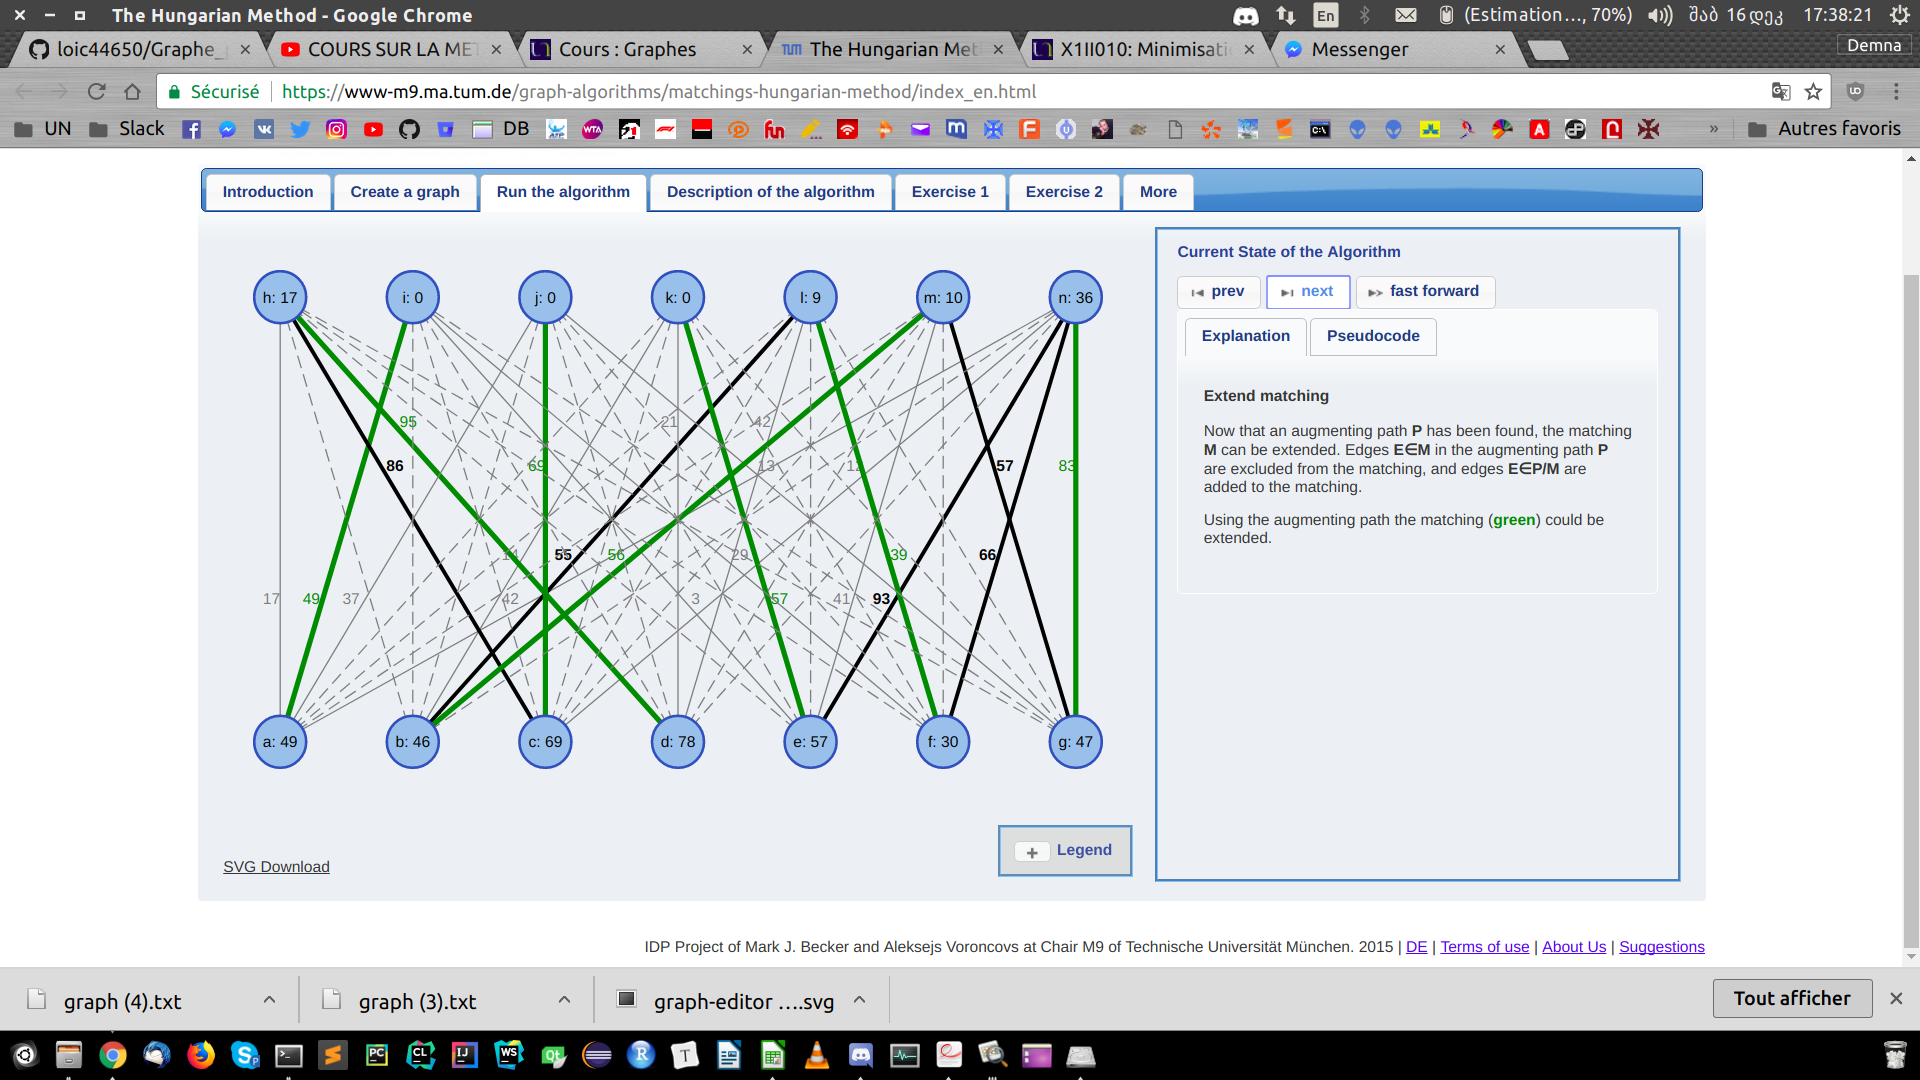 The Hungarian Method - Google Chrome
En
(Estimation..., 70%)
შაბ 16 დეკ 17:38:21
loic44650/Graphe_
COURS SUR LA MET
Cours : Graphes
TUM The Hungarian Met
X1II010: Minimisatio
Messenger
Demna
Sécurisé
https://www-m9.ma.tum.de/graph-algorithms/matchings-hungarian-method/index_en.html
UN
Slack
DB
»
Autres favoris
Introduction
Create a graph
Run the algorithm
Description of the algorithm
Exercise 1
Exercise 2
More
h: 17
i: 0
j: 0
k: 0
l: 9
m: 10
n: 36
95
21
42
86
69
13
12
57
83
55
56
29
39
66
17
49
37
42
3
57
41
93
a: 49
b: 46
c: 69
d: 78
e: 57
f: 30
g: 47
SVG Download
+ Legend
Current State of the Algorithm
prev
next
fast forward
Explanation
Pseudocode
Extend matching
Now that an augmenting path P has been found, the matching
M can be extended. Edges E∈M in the augmenting path P
are excluded from the matching, and edges E∈P/M are
added to the matching.
Using the augmenting path the matching (green) could be
extended.
IDP Project of Mark J. Becker and Aleksejs Voroncovs at Chair M9 of Technische Universität München. 2015 | DE | Terms of use | About Us | Suggestions
graph (4).txt
graph (3).txt
graph-editor ....svg
Tout afficher